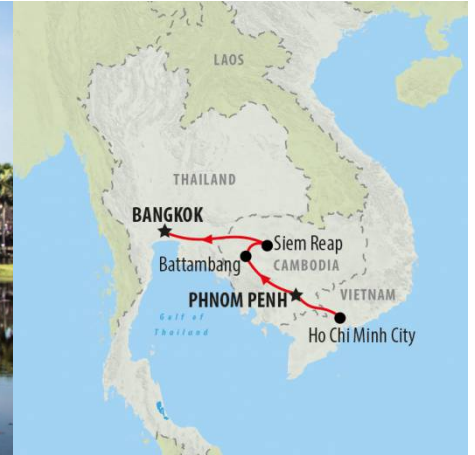 LAOS
THAILAND
BANGKOK
Siem Reap
Battambang
CAMBODIA
PHNOM PENH
VIETNAM
Gulf of
Thailand
Ho Chi Minh City